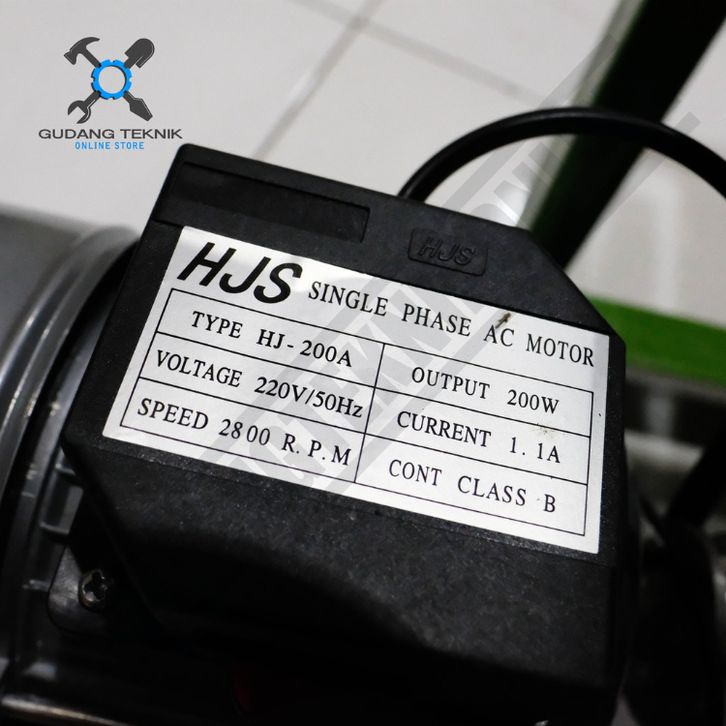 GUDANG TEKNIK
ONLINE STORE
HJS
HJS SINGLE PHASE AC MOTOR
TYPE HJ-200A
OUTPUT 200W
VOLTAGE 220V/50Hz
CURRENT 1.1A
SPEED 2800 R.P.M
CONT CLASS B